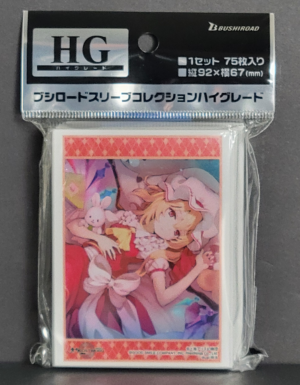 BUSHIROAD
HG
ハイグレード
■1セット 75枚入り
■縦92×横67(mm)
ブシロードスリーブコレクションハイグレード